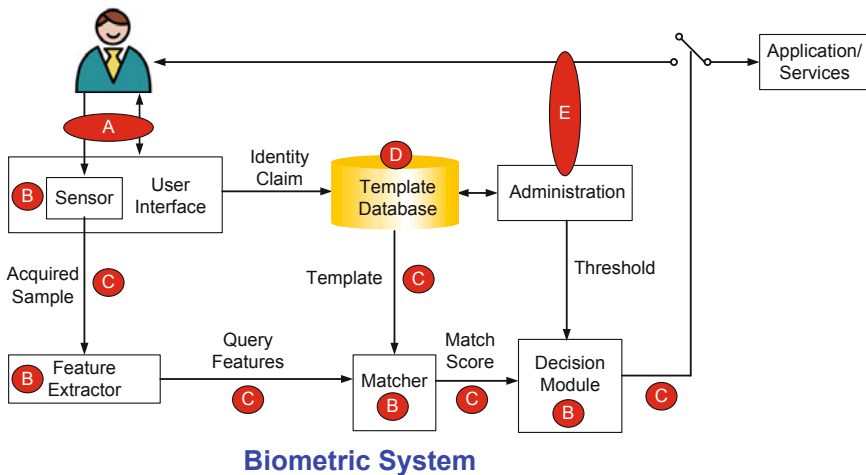 Application/
Services
A
E
Identity
Claim
D
B
Sensor
User
Interface
Template
Database
Administration
Acquired
Sample
C
Template
C
Threshold
Query
Features
Match
Score
B
Feature
Extractor
C
Matcher
B
C
Decision
Module
B
C
Biometric System